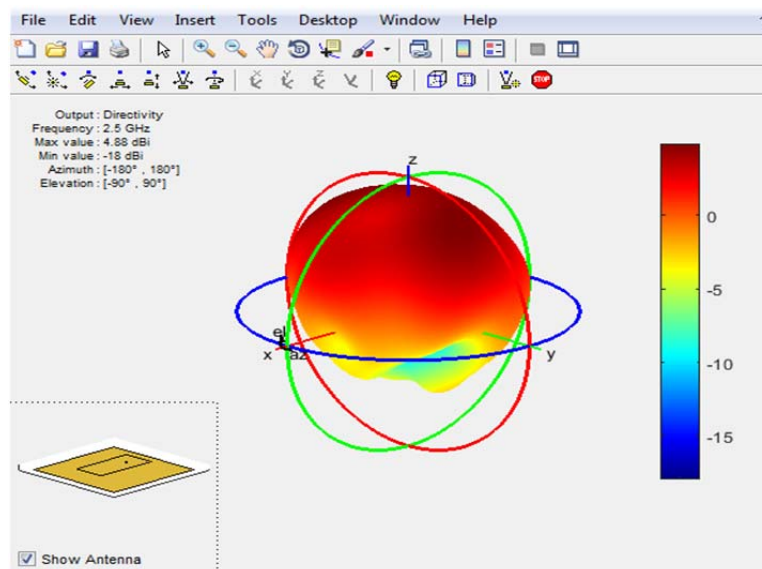 File Edit View Insert Tools Desktop Window Help
STOP
Output : Directivity
Frequency : 2.5 GHz
Max value : 4.88 dBi
Min value : -18 dBi
Azimuth : [-180° , 180°]
Elevation : [-90° , 90°]
z
0
-5
-10
-15
el
x az y
Show Antenna